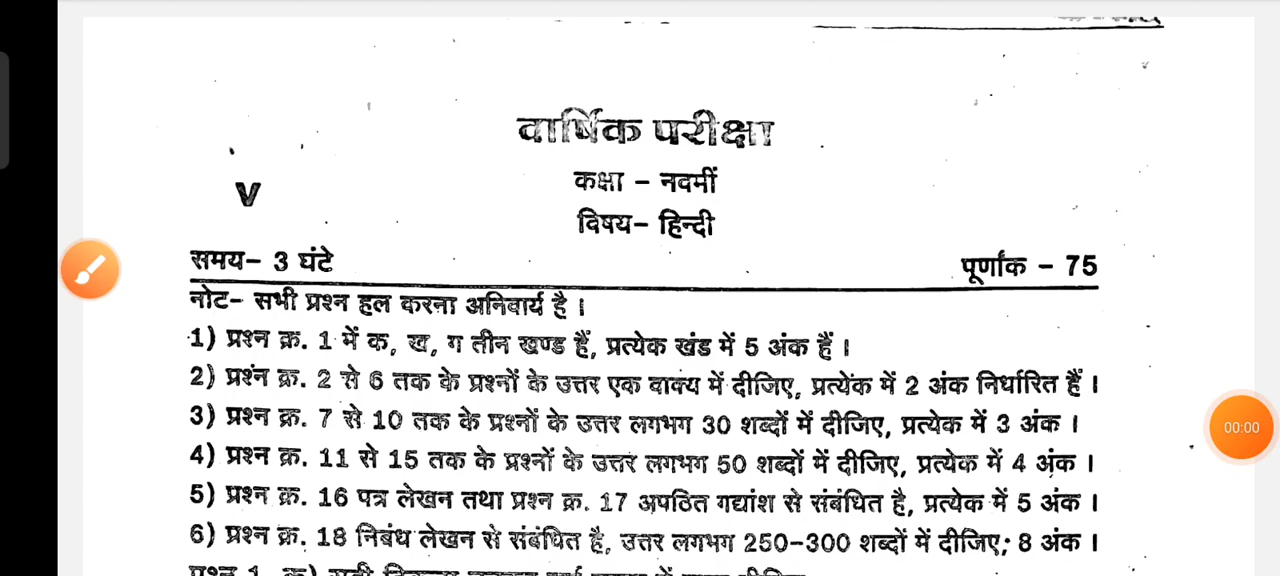 वार्षिक परीक्षा
V
कक्षा – नवमीं
विषय– हिन्दी
समय– 3 घंटे
पूर्णांक – 75
नोट– सभी प्रश्न हल करना अनिवार्य है ।
1) प्रश्न क्र. 1 में क, ख, ग तीन खण्ड हैं, प्रत्येक खंड में 5 अंक हैं ।
2) प्रश्न क्र. 2 से 6 तक के प्रश्नों के उत्तर एक वाक्य में दीजिए, प्रत्येक में 2 अंक निर्धारित हैं ।
3) प्रश्न क्र. 7 से 10 तक के प्रश्नों के उत्तर लगभग 30 शब्दों में दीजिए, प्रत्येक में 3 अंक ।
4) प्रश्न क्र. 11 से 15 तक के प्रश्नों के उत्तर लगभग 50 शब्दों में दीजिए, प्रत्येक में 4 अंक ।
00:00
5) प्रश्न क्र. 16 पत्र लेखन तथा प्रश्न क्र. 17 अपठित गद्यांश से संबंधित है, प्रत्येक में 5 अंक ।
6) प्रश्न क्र. 18 निबंध लेखन से संबंधित है, उत्तर लगभग 250–300 शब्दों में दीजिए; 8 अंक ।